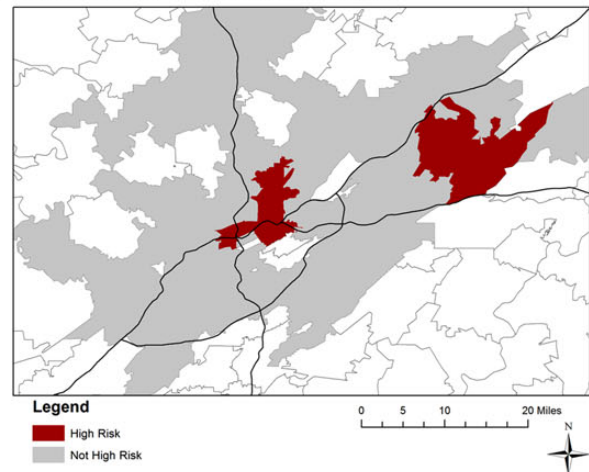 Legend
High Risk
Not High Risk
0 5 10 20 Miles
N